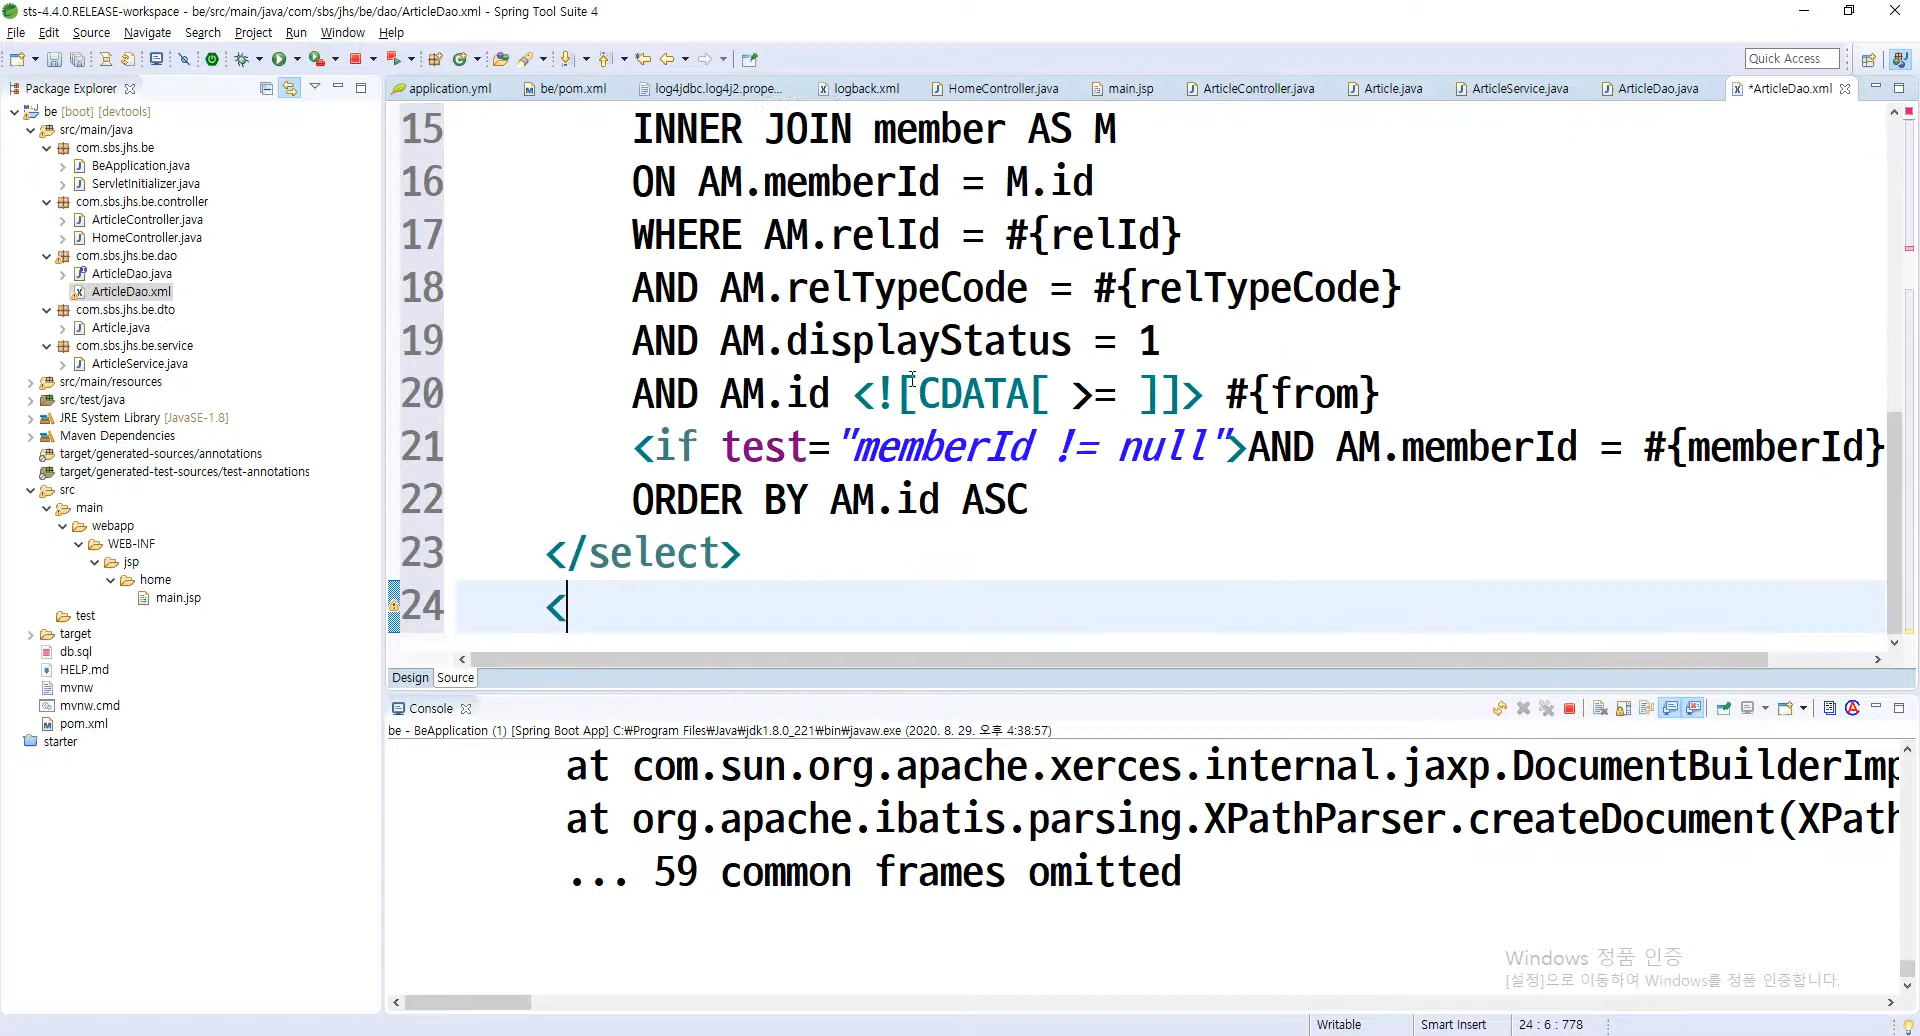 sts-4.4.0.RELEASE-workspace - be/src/main/java/com/sbs/jhs/be/dao/ArticleDao.xml - Spring Tool Suite 4
File Edit Source Navigate Search Project Run Window Help
Quick Access
Package Explorer
application.yml be/pom.xml log4jdbc.log4j2.prope... logback.xml HomeController.java main.jsp ArticleController.java Article.java ArticleService.java ArticleDao.java *ArticleDao.xml
be [boot] [devtools]
src/main/java
com.sbs.jhs.be
BeApplication.java
ServletInitializer.java
com.sbs.jhs.be.controller
ArticleController.java
HomeController.java
com.sbs.jhs.be.dao
ArticleDao.java
ArticleDao.xml
com.sbs.jhs.be.dto
Article.java
com.sbs.jhs.be.service
ArticleService.java
src/main/resources
src/test/java
JRE System Library [JavaSE-1.8]
Maven Dependencies
target/generated-sources/annotations
target/generated-test-sources/test-annotations
src
main
webapp
WEB-INF
jsp
home
main.jsp
test
target
db.sql
HELP.md
mvnw
mvnw.cmd
pom.xml
starter
15 INNER JOIN member AS M
16 ON AM.memberId = M.id
17 WHERE AM.relId = #{relId}
18 AND AM.relTypeCode = #{relTypeCode}
19 AND AM.displayStatus = 1
20 AND AM.id <![CDATA[ >= ]]> #{from}
21 <if test="memberId != null">AND AM.memberId = #{memberId}
22 ORDER BY AM.id ASC
23 </select>
24 <
Design Source
Console
be - BeApplication (1) [Spring Boot App] C:₩Program Files₩Java₩jdk1.8.0_221₩bin₩javaw.exe (2020. 8. 29. 오후 4:38:57)
at com.sun.org.apache.xerces.internal.jaxp.DocumentBuilderImp
at org.apache.ibatis.parsing.XPathParser.createDocument(XPath
... 59 common frames omitted
Windows 정품 인증
[설정]으로 이동하여 Windows를 정품 인증합니다.
Writable Smart Insert 24 : 6 : 778